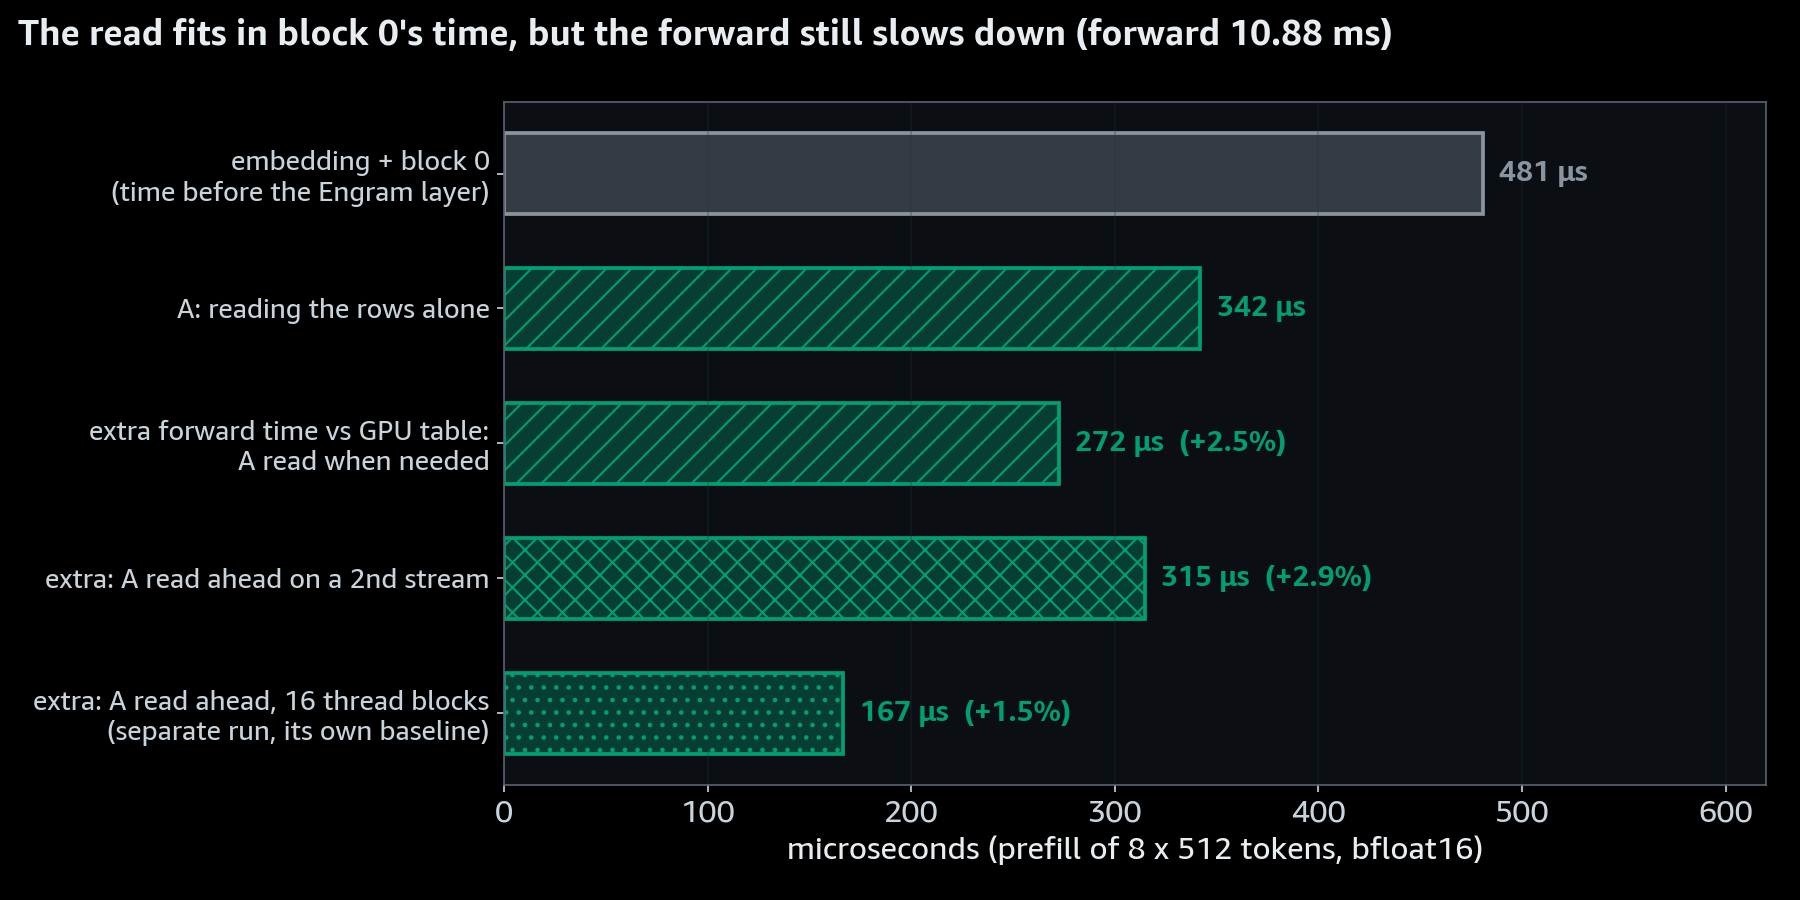 The read fits in block 0's time, but the forward still slows down (forward 10.88 ms)
embedding + block 0
(time before the Engram layer)
481 µs
A: reading the rows alone
342 µs
extra forward time vs GPU table:
A read when needed
272 µs (+2.5%)
extra: A read ahead on a 2nd stream
315 µs (+2.9%)
extra: A read ahead, 16 thread blocks
(separate run, its own baseline)
167 µs (+1.5%)
0 100 200 300 400 500 600
microseconds (prefill of 8 x 512 tokens, bfloat16)